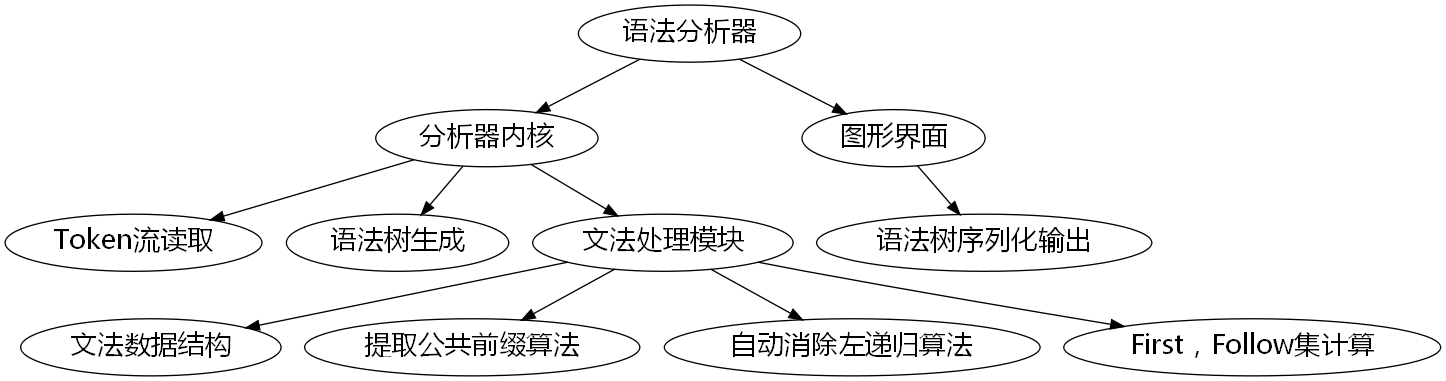 语法分析器
分析器内核
图形界面
Token流读取
语法树生成
文法处理模块
语法树序列化输出
文法数据结构
提取公共前缀算法
自动消除左递归算法
First，Follow集计算